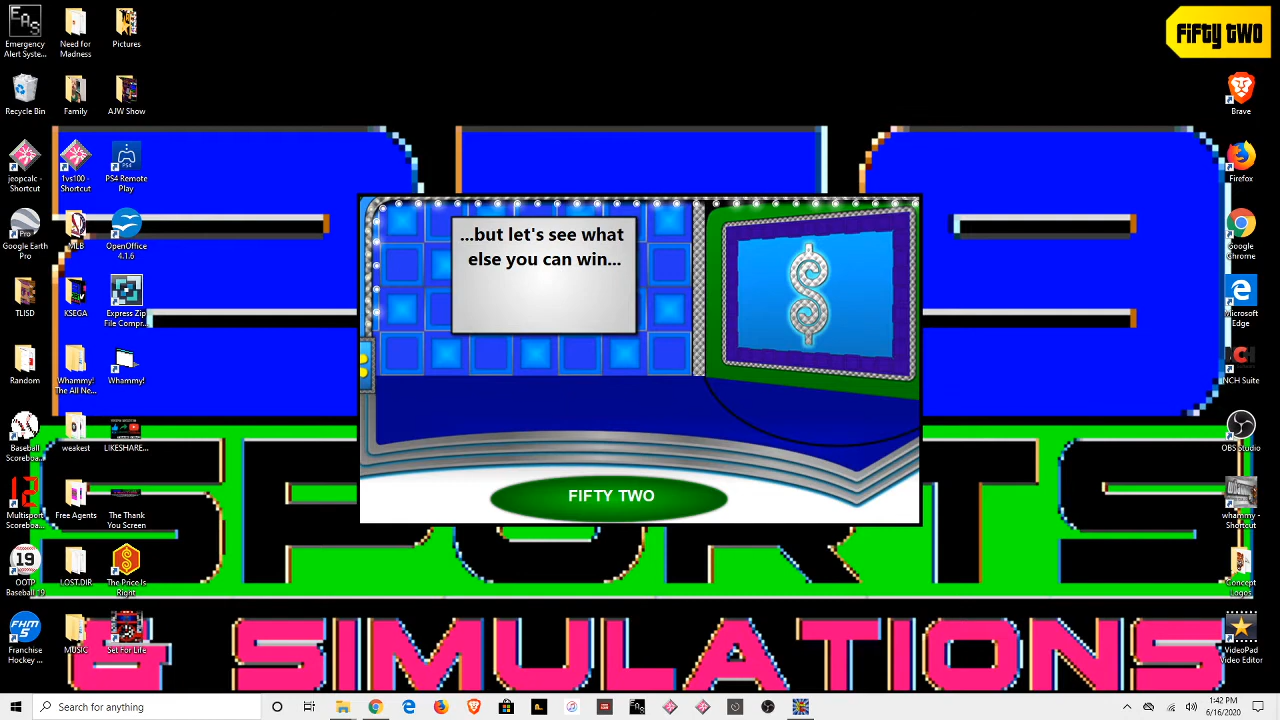 Emergency
Alert Syste...
Need for
Madness
Pictures
Recycle Bin
Family
AJW Show
jeopcalc -
Shortcut
1vs100 -
Shortcut
PS4 Remote
Play
Google Earth
Pro
MLB
OpenOffice
4.1.6
TLISD
KSEGA
Express Zip
File Compr...
Random
Whammy!
The All Ne...
Whammy!
Baseball
Scoreboa...
weakest
LIKESHARE...
12
Multisport
Scoreboa...
Free Agents
The Thank
You Screen
19
OOTP
Baseball 19
LOST.DIR
The Price Is
Right
FHM
5
Franchise
Hockey ...
MUSIC
Set For Life
...but let's see what
else you can win...
FIFTY TWO
SPORTS
& SIMULATIONS
FIFTY TWO
Brave
Firefox
Google
Chrome
Microsoft
Edge
NCH Suite
OBS Studio
whammy -
Shortcut
Concept
Logos
VideoPad
Video Editor
Search for anything
1:42 PM
6/16/2020